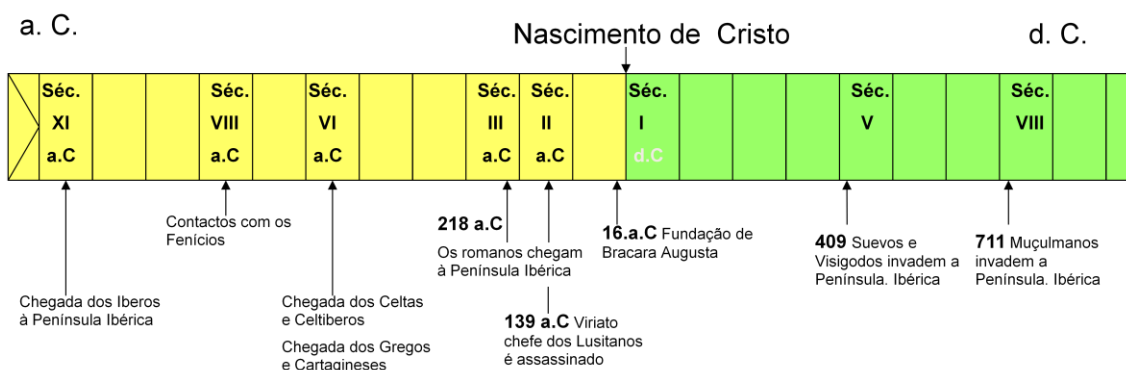 a. C.
Nascimento de Cristo
d. C.
Séc.
XI
a.C
Séc.
VIII
a.C
Séc.
VI
a.C
Séc.
III
a.C
Séc.
II
a.C
Séc.
I
d.C
Séc.
V
Séc.
VIII
Chegada dos Iberos
à Península Ibérica
Contactos com os
Fenícios
Chegada dos Celtas
e Celtiberos
Chegada dos Gregos
e Cartagineses
218 a.C
Os romanos chegam
à Península Ibérica
139 a.C Viriato
chefe dos Lusitanos
é assassinado
16.a.C Fundação de
Bracara Augusta
409 Suevos e
Visigodos invadem a
Península. Ibérica
711 Muçulmanos
invadem a
Península. Ibérica